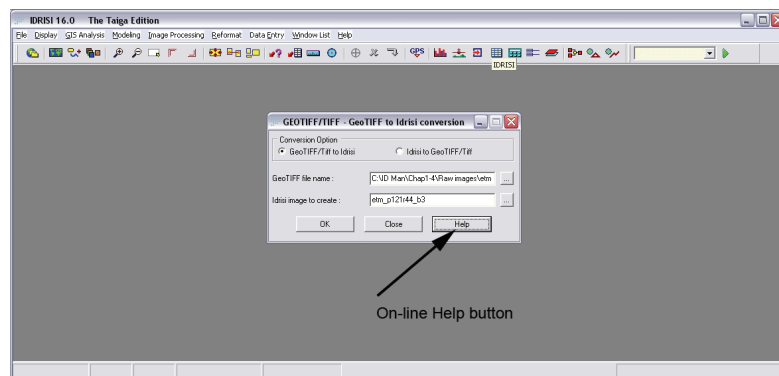 IDRISI 16.0 The Taiga Edition
File Display GIS Analysis Modeling Image Processing Reformat Data Entry Window List Help
GPS
IDRISI
GEOTIFF/TIFF - GeoTIFF to Idrisi conversion
Conversion Option
GeoTIFF/Tiff to Idrisi Idrisi to GeoTIFF/Tiff
GeoTIFF file name : C:\ID Man\Chap1-4\Raw images\etm ...
Idrisi image to create : etm_p121r44_b3 ...
OK Close Help
On-line Help button